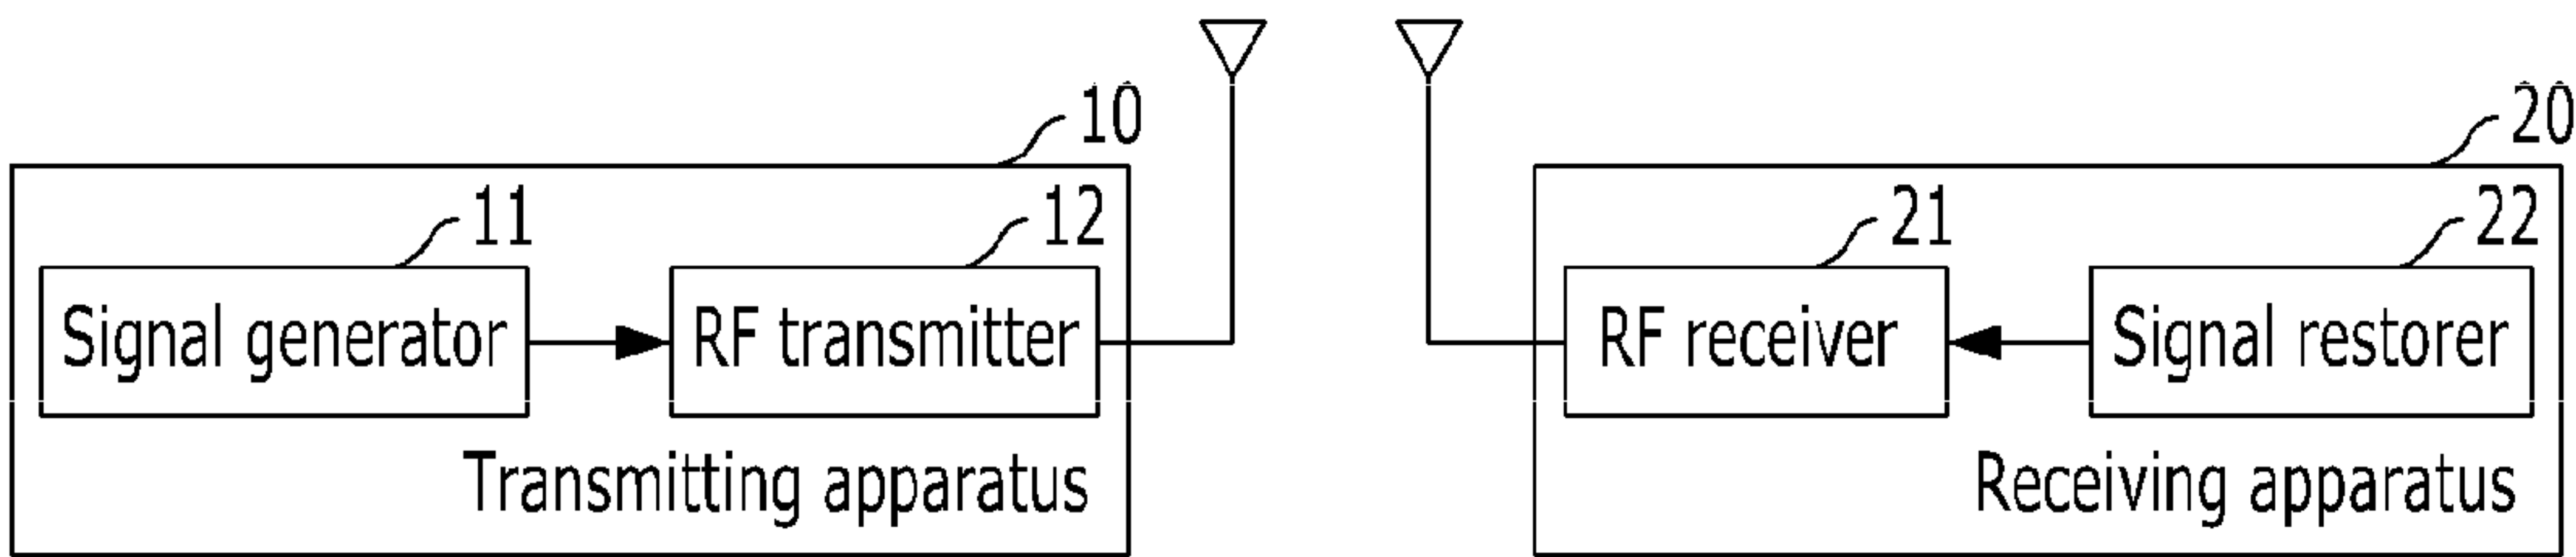 10
20
11
12
21
22
Signal generator
RF transmitter
RF receiver
Signal restorer
Transmitting apparatus
Receiving apparatus